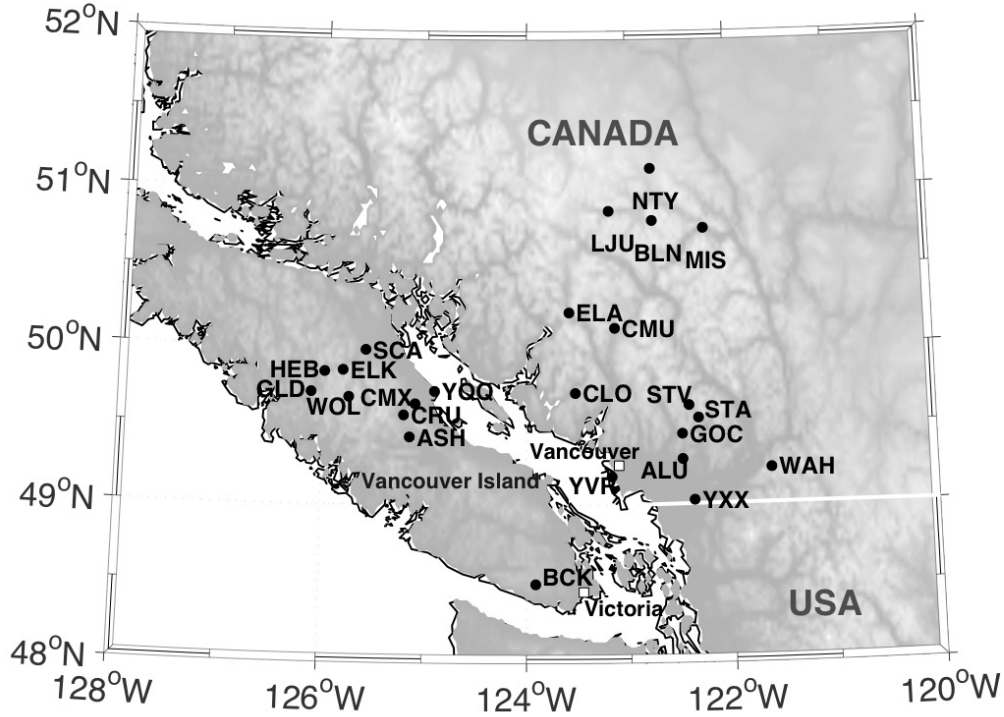 52°N
CANADA
51°N
NTY
LJU
BLN
MIS
ELA
CMU
50°N
SCA
HEB
ELK
GLD
WOL
CMX
YQQ
CRU
ASH
CLO
STV
STA
GOC
Vancouver
ALU
WAH
Vancouver Island
YVR
49°N
YXX
BCK
Victoria
USA
48°N
128°W
126°W
124°W
122°W
120°W